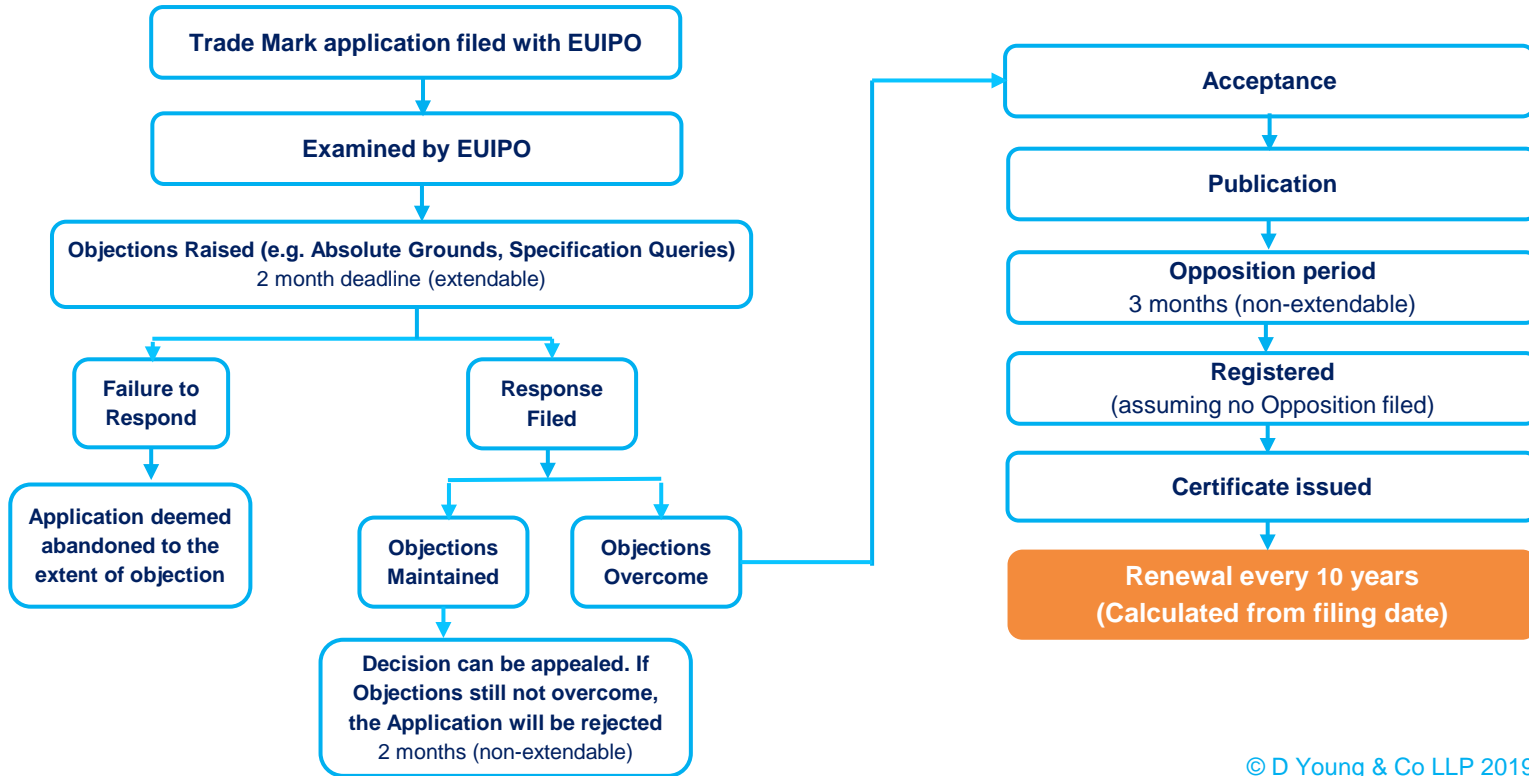 Trade Mark application filed with EUIPO
Examined by EUIPO
Objections Raised (e.g. Absolute Grounds, Specification Queries)
2 month deadline (extendable)
Failure to
Respond
Application deemed
abandoned to the
extent of objection
Response
Filed
Objections
Maintained
Decision can be appealed. If
Objections still not overcome,
the Application will be rejected
2 months (non-extendable)
Objections
Overcome
Acceptance
Publication
Opposition period
3 months (non-extendable)
Registered
(assuming no Opposition filed)
Certificate issued
Renewal every 10 years
(Calculated from filing date)
© D Young & Co LLP 2019